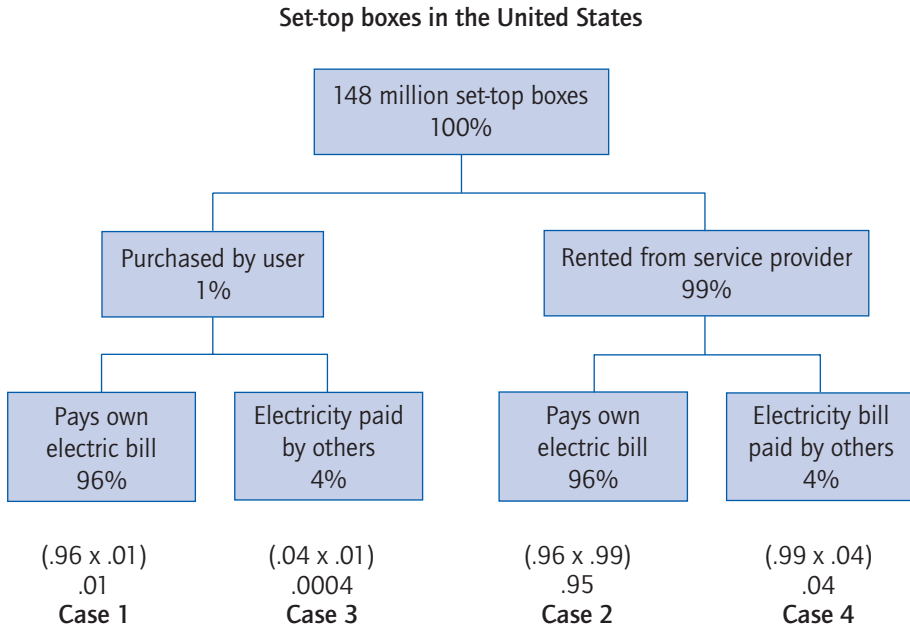 Set-top boxes in the United States
148 million set-top boxes
100%
Purchased by user
1%
Rented from service provider
99%
Pays own
electric bill
96%
Electricity paid
by others
4%
Pays own
electric bill
96%
Electricity bill
paid by others
4%
(.96 x .01)
.01
Case 1
(.04 x .01)
.0004
Case 3
(.96 x .99)
.95
Case 2
(.99 x .04)
.04
Case 4